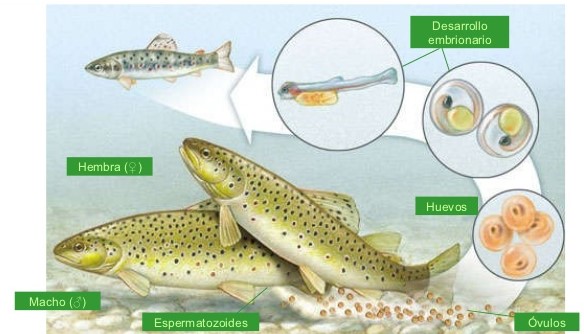 Desarrollo
embrionario
Hembra (♀)
Huevos
Macho (♂)
Espermatozoides
Óvulos